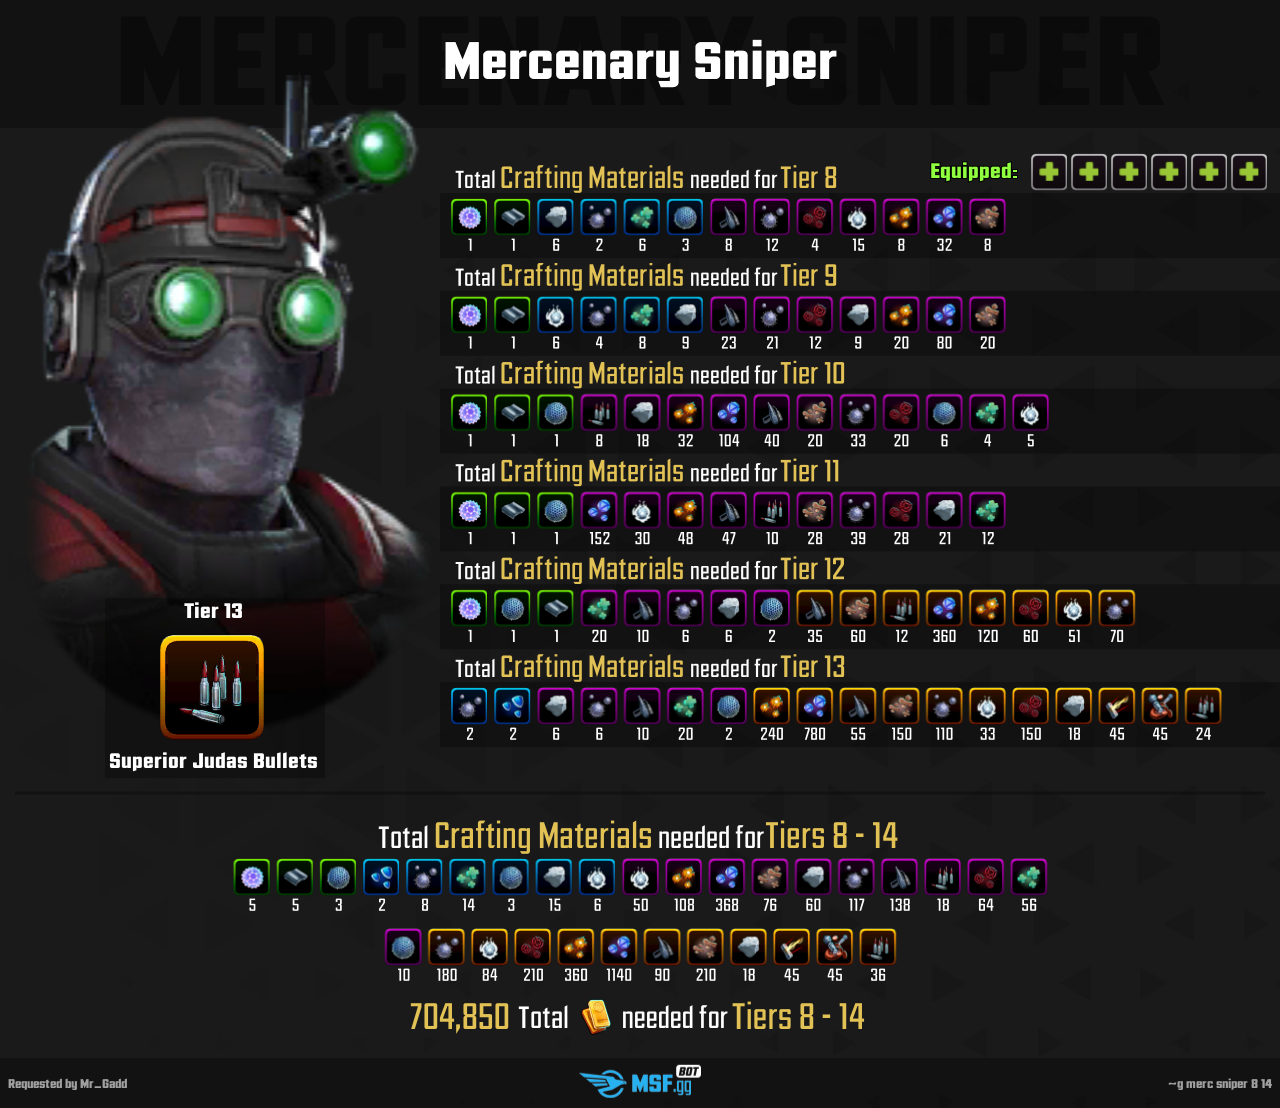 MERCENARY SNIPER
Mercenary Sniper
Equipped:
Total Crafting Materials needed for Tier 8
1 1 6 2 6 3 8 12 4 15 8 32 8
Total Crafting Materials needed for Tier 9
1 1 6 4 8 9 23 21 12 9 20 80 20
Total Crafting Materials needed for Tier 10
1 1 1 8 18 32 104 40 20 33 20 6 4 5
Total Crafting Materials needed for Tier 11
1 1 1 152 30 48 47 10 28 39 28 21 12
Total Crafting Materials needed for Tier 12
1 1 1 20 10 6 6 2 35 60 12 360 120 60 51 70
Total Crafting Materials needed for Tier 13
2 2 6 6 10 20 2 240 780 55 150 110 33 150 18 45 45 24
Tier 13
Superior Judas Bullets
Total Crafting Materials needed for Tiers 8 - 14
5 5 3 2 8 14 3 15 6 50 108 368 76 60 117 138 18 64 56
10 180 84 210 360 1140 90 210 18 45 45 36
704,850 Total needed for Tiers 8 - 14
Requested by Mr_Gadd
MSF.gg BOT
~g merc sniper 8 14